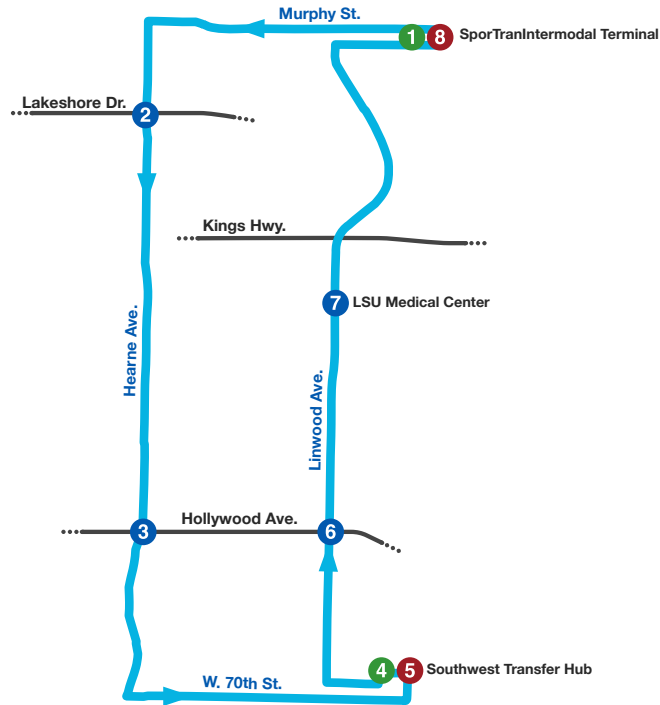 Murphy St.
1 8 SporTranIntermodal Terminal
Lakeshore Dr.
2
Kings Hwy.
7 LSU Medical Center
Hearne Ave.
Linwood Ave.
Hollywood Ave.
3
6
4 5 Southwest Transfer Hub
W. 70th St.